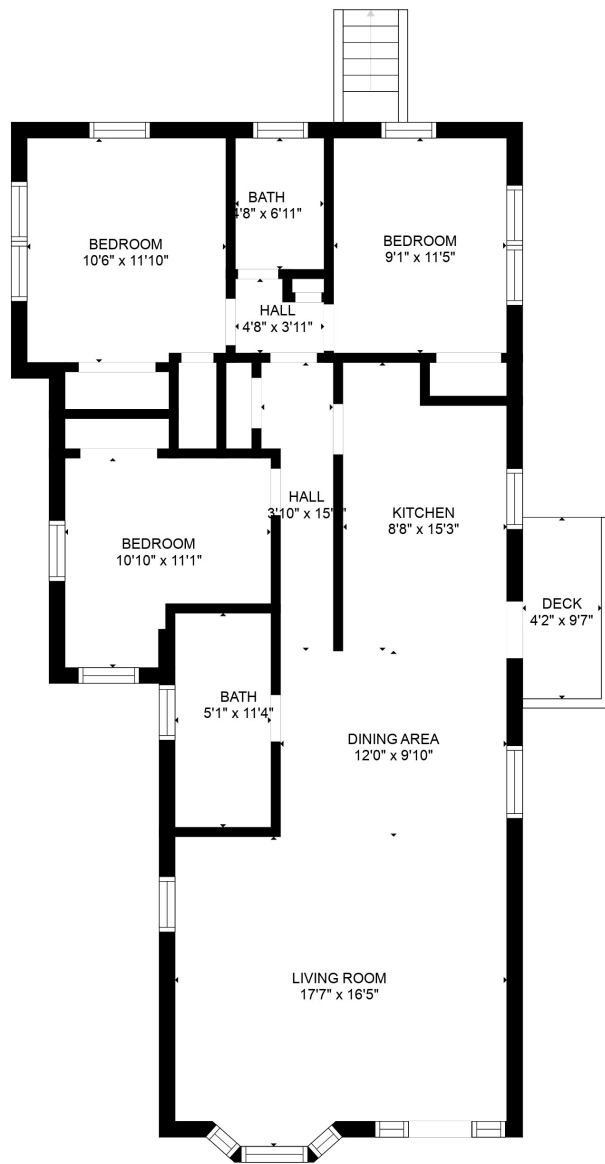 BATH
4'8" x 6'11"
BEDROOM
10'6" x 11'10"
BEDROOM
9'1" x 11'5"
HALL
4'8" x 3'11"
HALL
3'10" x
KITCHEN
8'8" x 15'3"
BEDROOM
10'10" x 11'1"
DECK
4'2" x 9'7"
BATH
5'1" x 11'4"
DINING AREA
12'0" x 9'10"
LIVING ROOM
17'7" x 16'5"